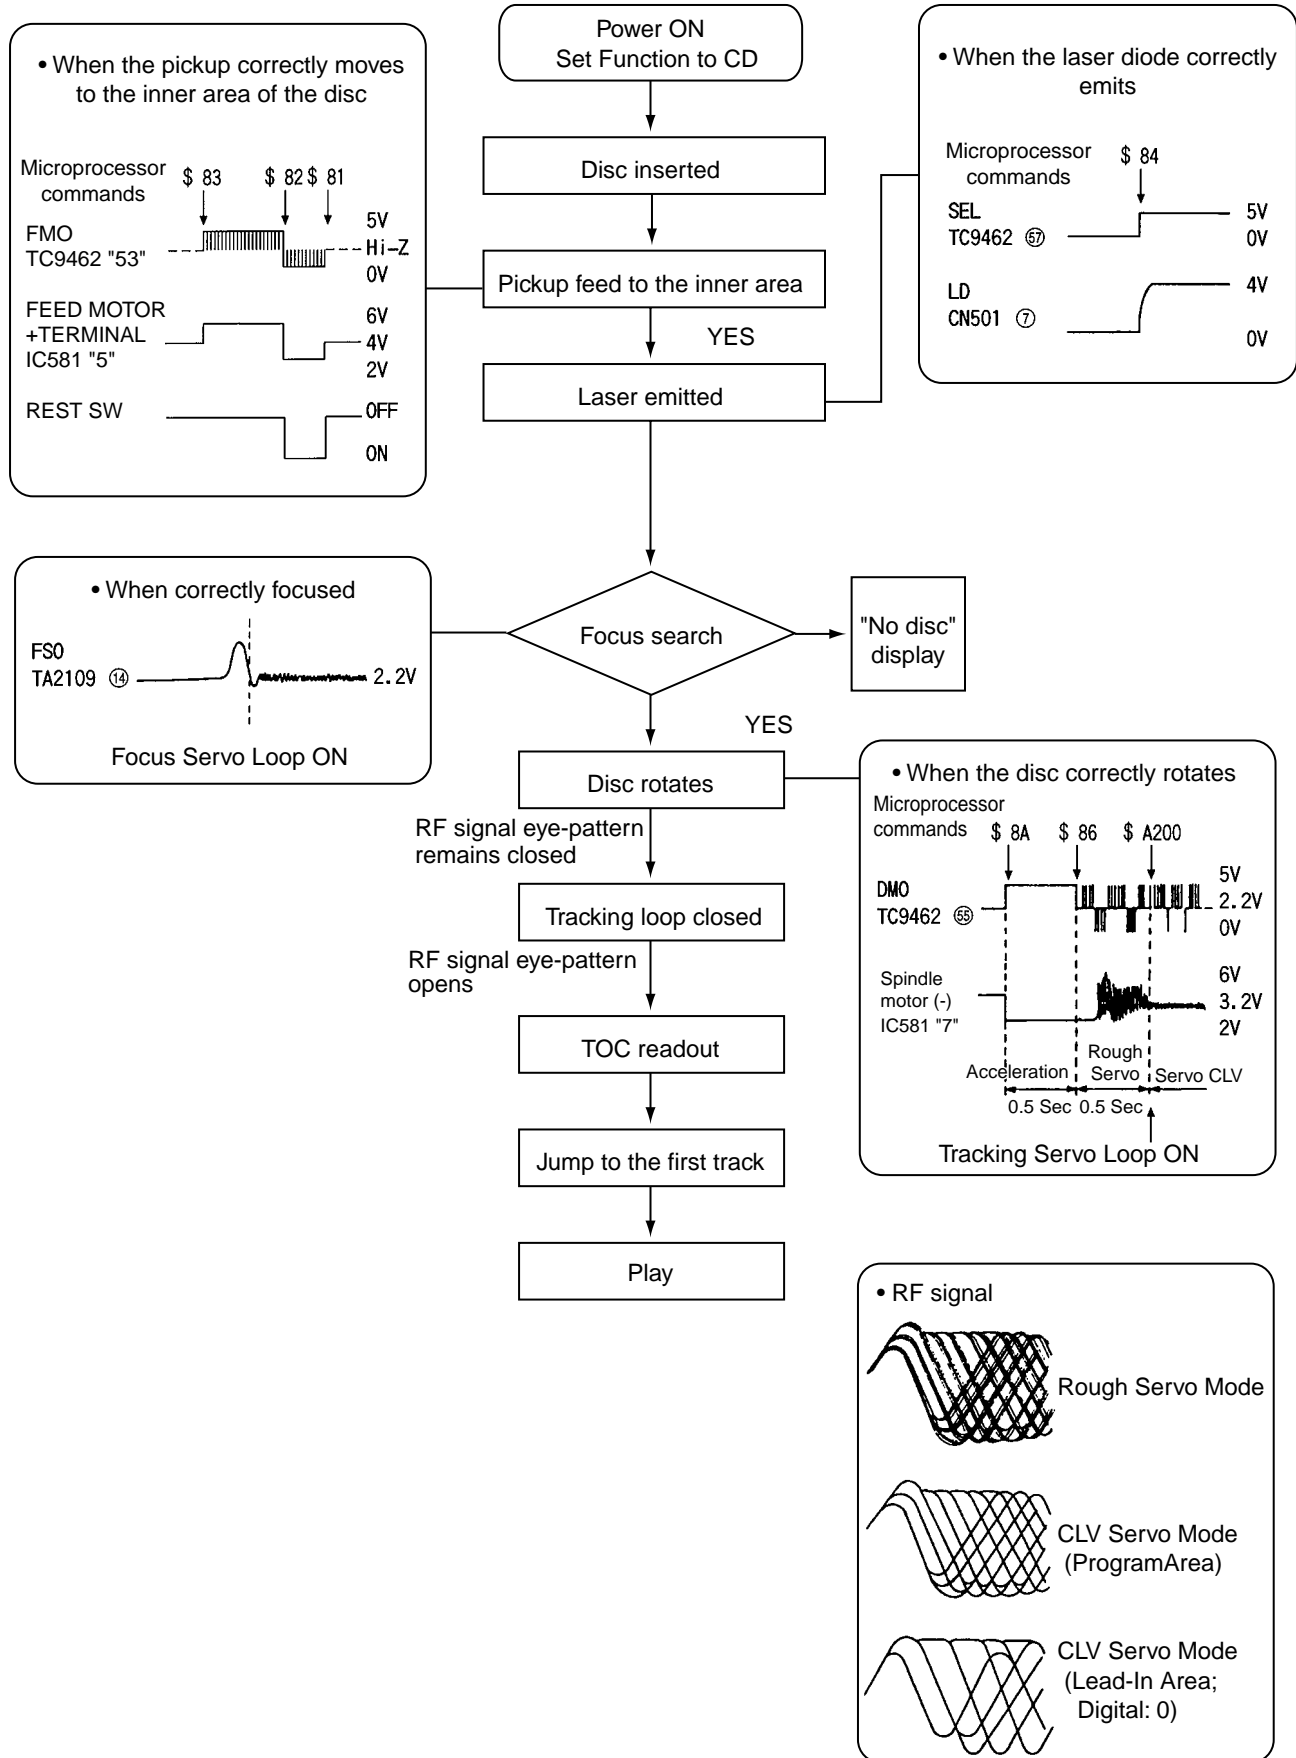 Power ON
Set Function to CD
• When the pickup correctly moves
to the inner area of the disc
Microprocessor
commands
$ 83
$ 82
$ 81
FMO
TC9462 "53"
5V
Hi-Z
0V
FEED MOTOR
+TERMINAL
IC581 "5"
6V
4V
2V
REST SW
OFF
ON
Disc inserted
Pickup feed to the inner area
YES
Laser emitted
• When the laser diode correctly
emits
Microprocessor
commands
$ 84
SEL
TC9462 57
5V
0V
LD
CN501 7
4V
0V
• When correctly focused
FSO
TA2109 14
2.2V
Focus Servo Loop ON
Focus search
"No disc"
display
YES
Disc rotates
RF signal eye-pattern
remains closed
Tracking loop closed
RF signal eye-pattern
opens
TOC readout
Jump to the first track
Play
• When the disc correctly rotates
Microprocessor
commands
$ 8A
$ 86
$ A200
DMO
TC9462 55
5V
2.2V
0V
Spindle
motor (-)
IC581 "7"
6V
3.2V
2V
Acceleration
Rough
Servo
Servo CLV
0.5 Sec
0.5 Sec
Tracking Servo Loop ON
• RF signal
Rough Servo Mode
CLV Servo Mode
(ProgramArea)
CLV Servo Mode
(Lead-In Area;
Digital: 0)